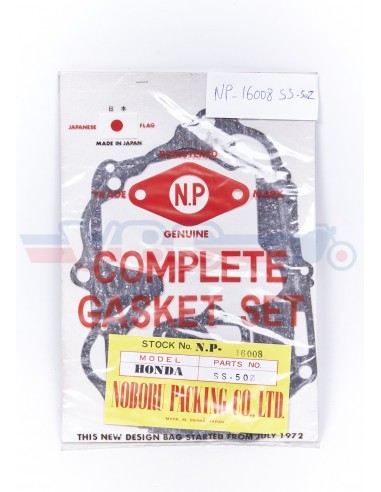 NP-16008 SS-50Z
日本
JAPANESE FLAG
MADE IN JAPAN
REGISTERED
TRADE MARK
N.P
GENUINE
COMPLETE
GASKET SET
STOCK No. N.P- 16008
MODEL PARTS NO.
HONDA SS-50Z
NOBORU PACKING CO., LTD.
MADE IN OSAKA JAPAN
THIS NEW DESIGN BAG STARTED FROM JULY 1972